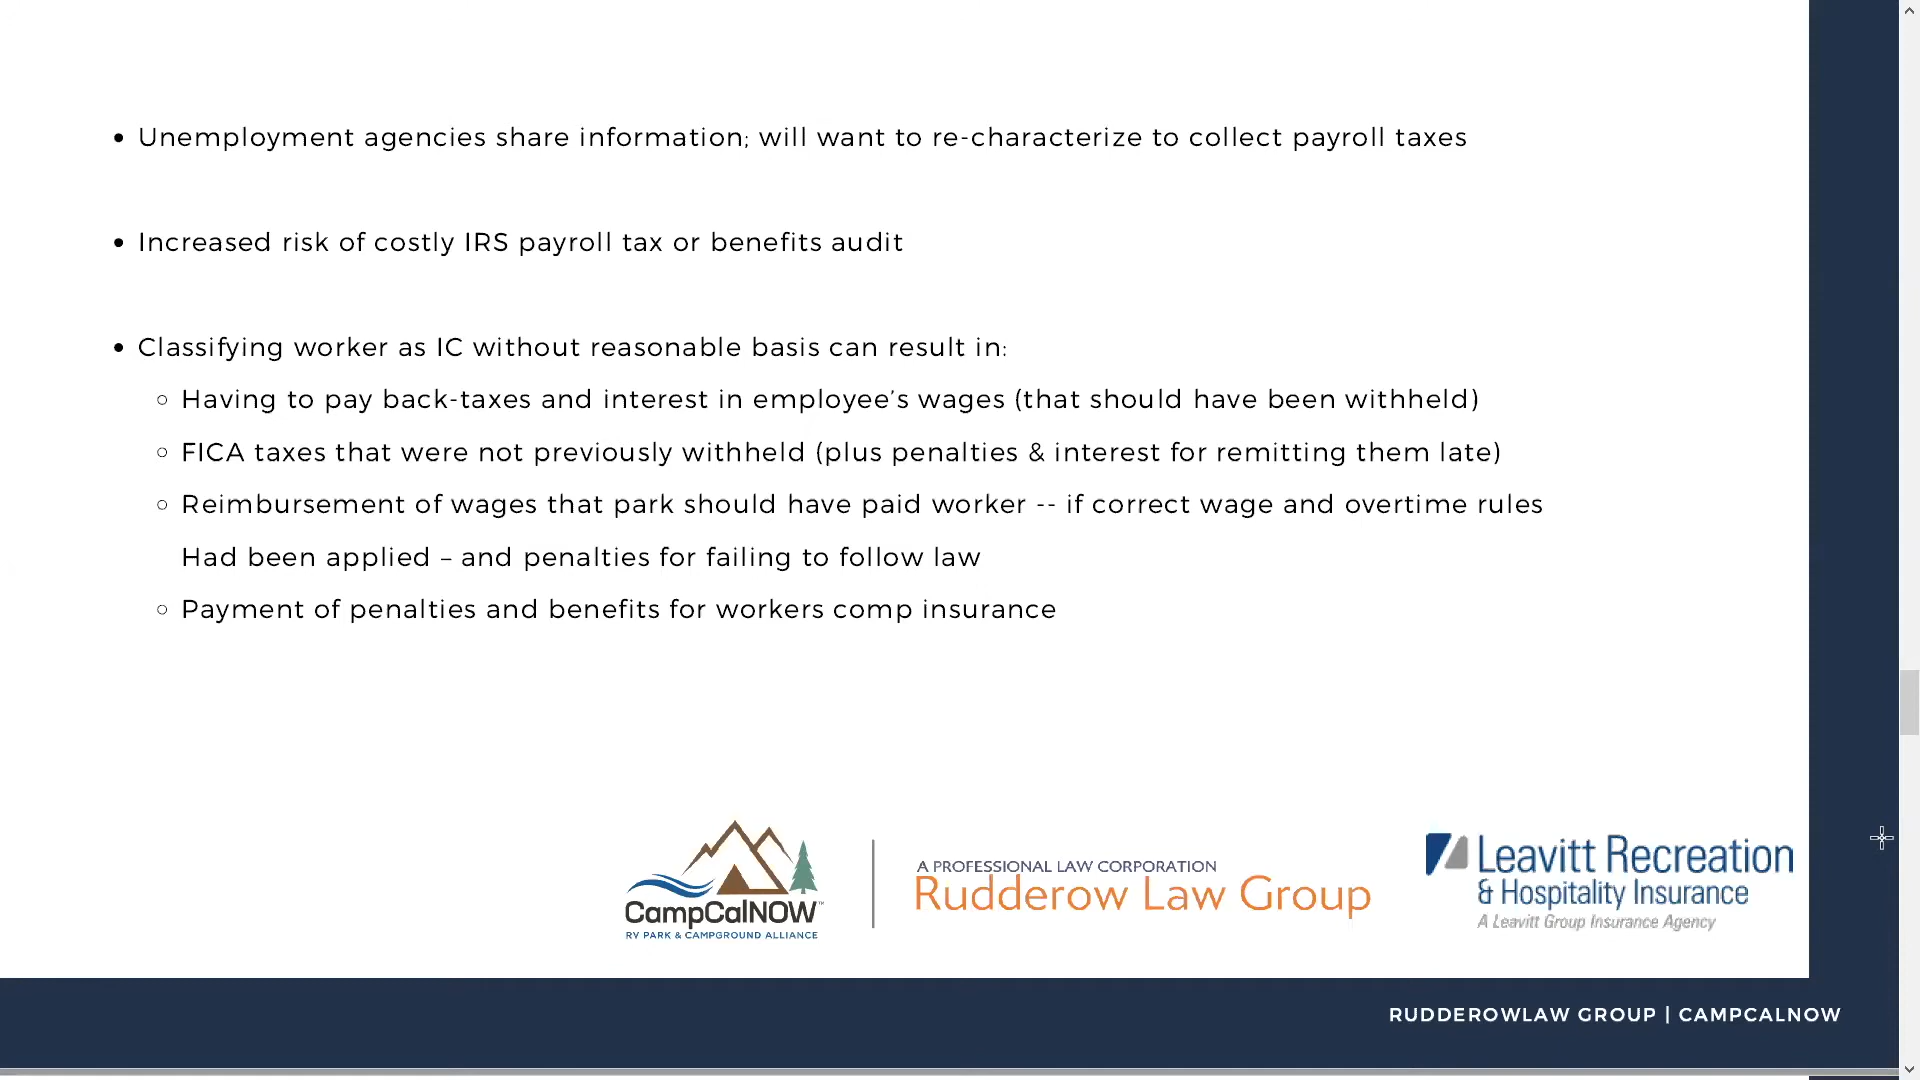 • Unemployment agencies share information; will want to re-characterize to collect payroll taxes
• Increased risk of costly IRS payroll tax or benefits audit
• Classifying worker as IC without reasonable basis can result in:
○ Having to pay back-taxes and interest in employee’s wages (that should have been withheld)
○ FICA taxes that were not previously withheld (plus penalties & interest for remitting them late)
○ Reimbursement of wages that park should have paid worker -- if correct wage and overtime rules
Had been applied – and penalties for failing to follow law
○ Payment of penalties and benefits for workers comp insurance
CampCalNOW™
RV PARK & CAMPGROUND ALLIANCE
A PROFESSIONAL LAW CORPORATION
Rudderow Law Group
Leavitt Recreation
& Hospitality Insurance
A Leavitt Group Insurance Agency
RUDDEROWLAW GROUP | CAMPCALNOW